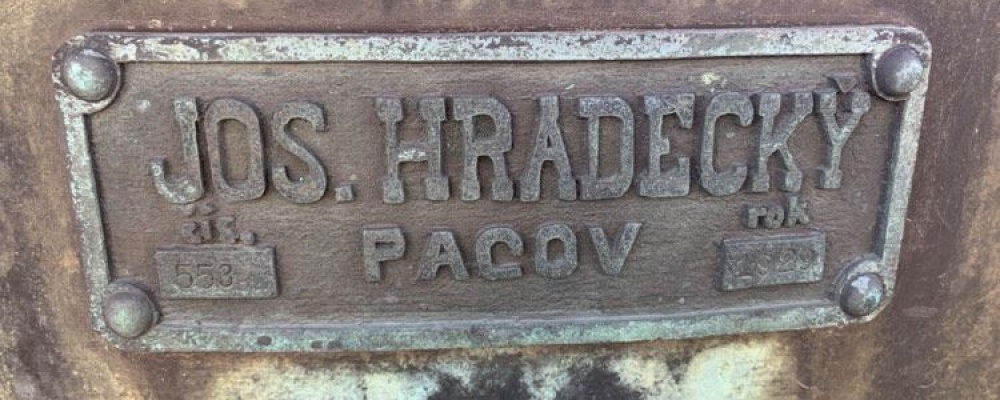 JOS. HRADECKÝ
čís. PACOV rok
553